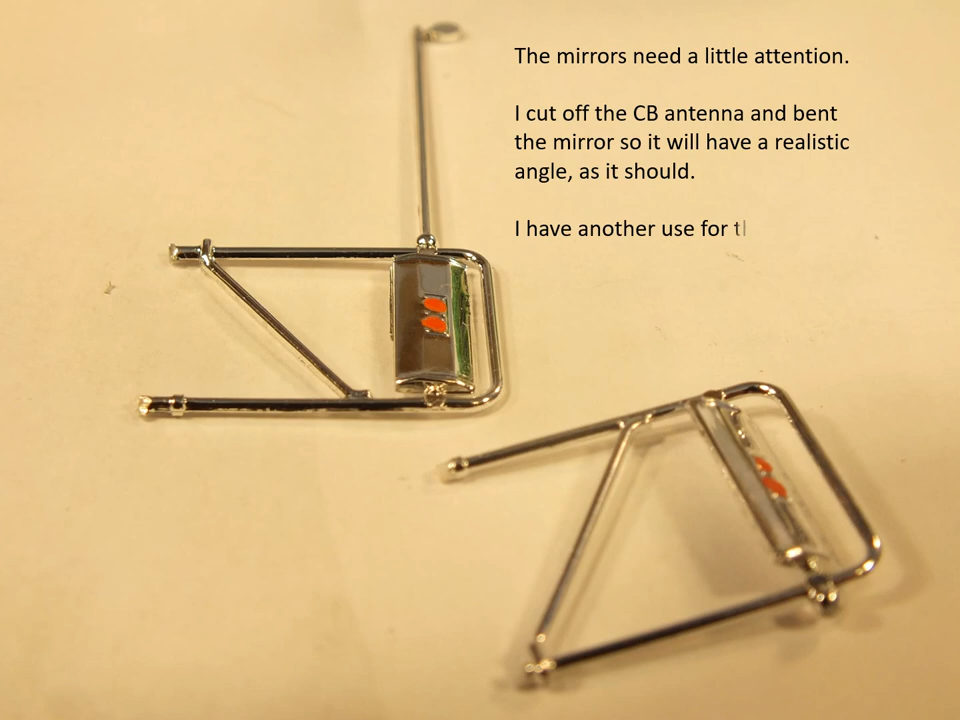 The mirrors need a little attention.
I cut off the CB antenna and bent
the mirror so it will have a realistic
angle, as it should.
I have another use for